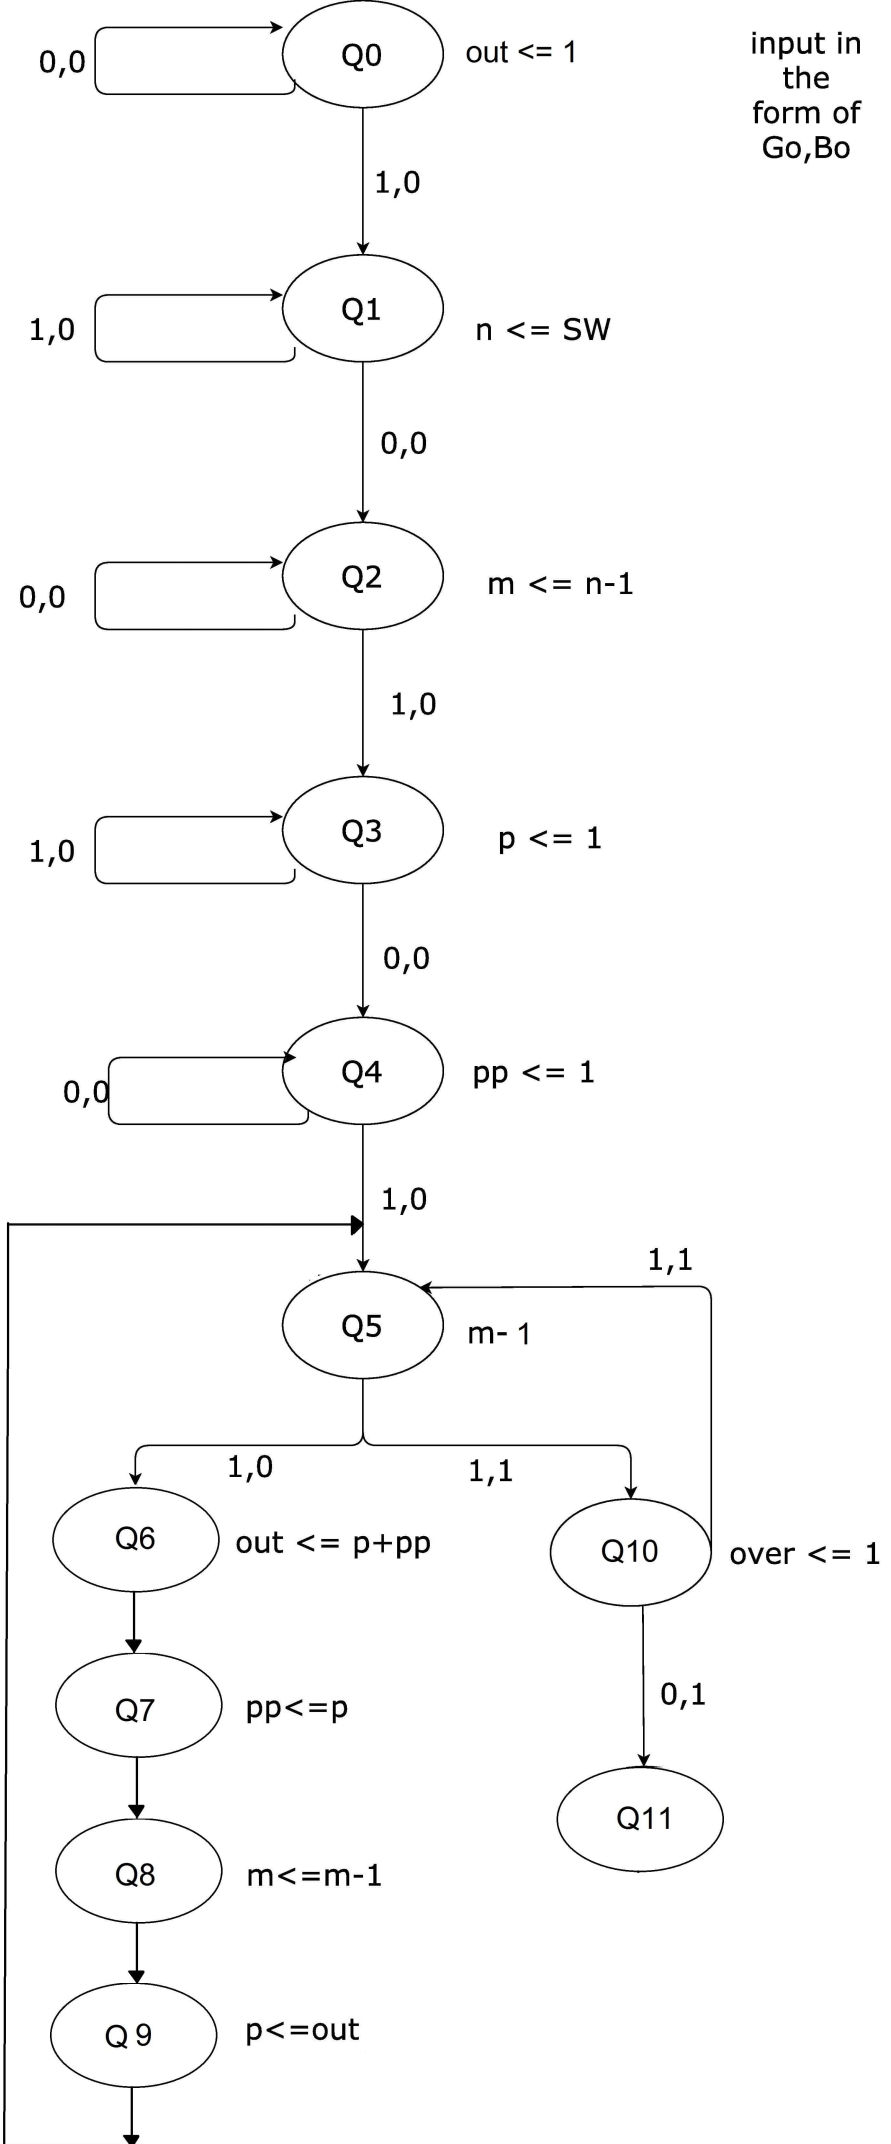 0,0
Q0
out <= 1
input in
the
form of
Go,Bo
1,0
1,0
Q1
n <= SW
0,0
0,0
Q2
m <= n-1
1,0
1,0
Q3
p <= 1
0,0
0,0
Q4
pp <= 1
1,0
1,1
Q5
m- 1
1,0
1,1
Q6
out <= p+pp
Q10
over <= 1
Q7
pp<=p
0,1
Q8
m<=m-1
Q11
Q 9
p<=out